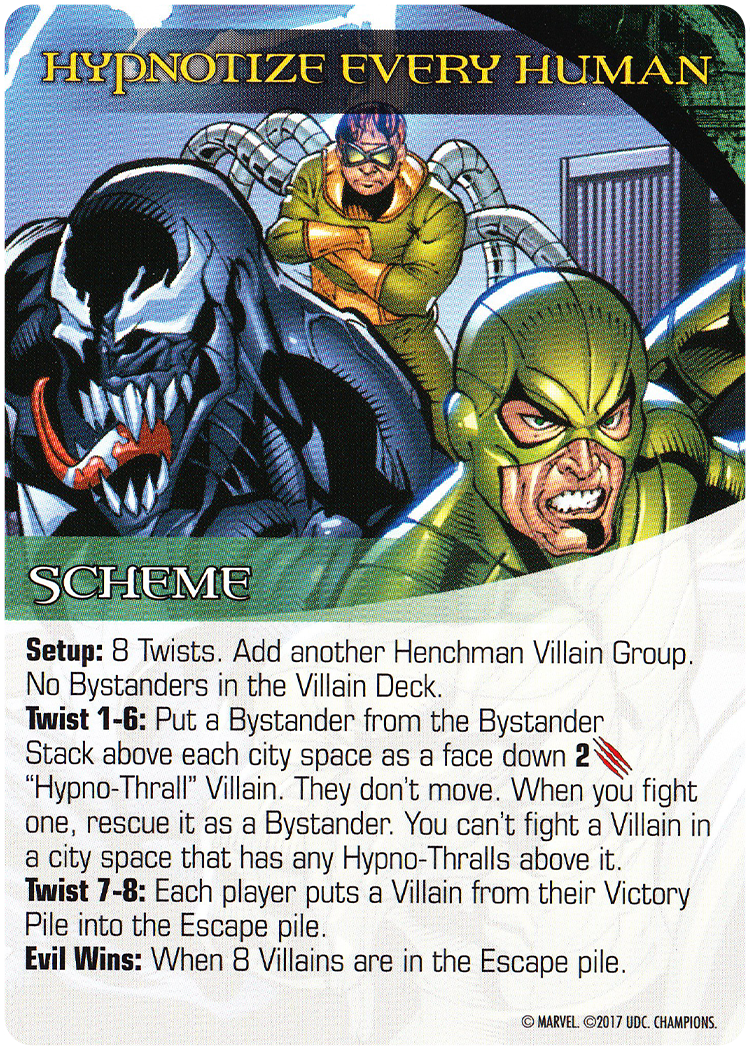 HYPNOTIZE EVERY HUMAN
SCHEME
Setup: 8 Twists. Add another Henchman Villain Group.
No Bystanders in the Villain Deck.
Twist 1-6: Put a Bystander from the Bystander
Stack above each city space as a face down 2
“Hypno-Thrall” Villain. They don’t move. When you fight
one, rescue it as a Bystander. You can’t fight a Villain in
a city space that has any Hypno-Thralls above it.
Twist 7-8: Each player puts a Villain from their Victory
Pile into the Escape pile.
Evil Wins: When 8 Villains are in the Escape pile.
© MARVEL. ©2017 UDC. CHAMPIONS.